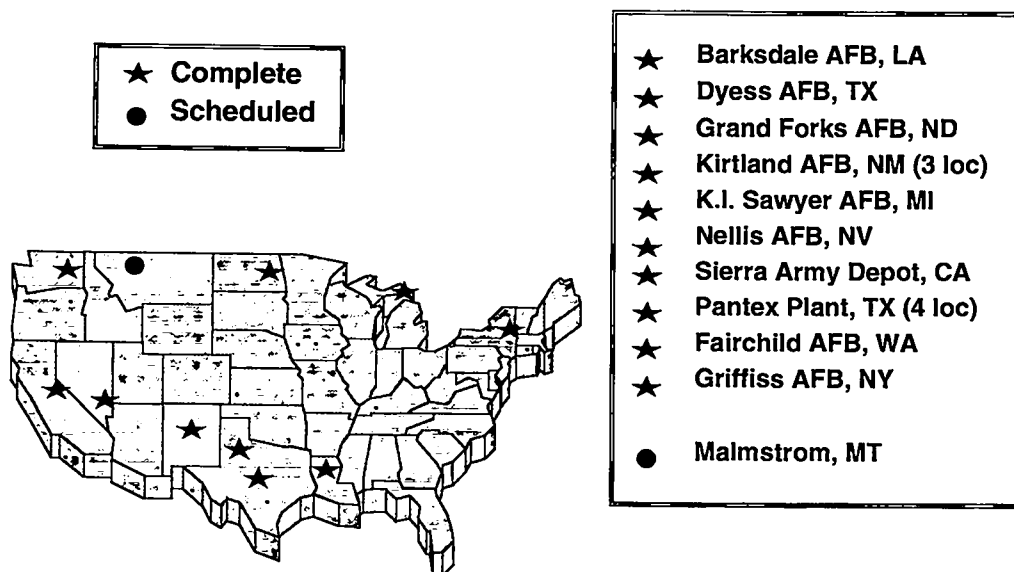 Complete
Scheduled
Barksdale AFB, LA
Dyess AFB, TX
Grand Forks AFB, ND
Kirtland AFB, NM (3 loc)
K.I. Sawyer AFB, MI
Nellis AFB, NV
Sierra Army Depot, CA
Pantex Plant, TX (4 loc)
Fairchild AFB, WA
Griffiss AFB, NY
Malmstrom, MT